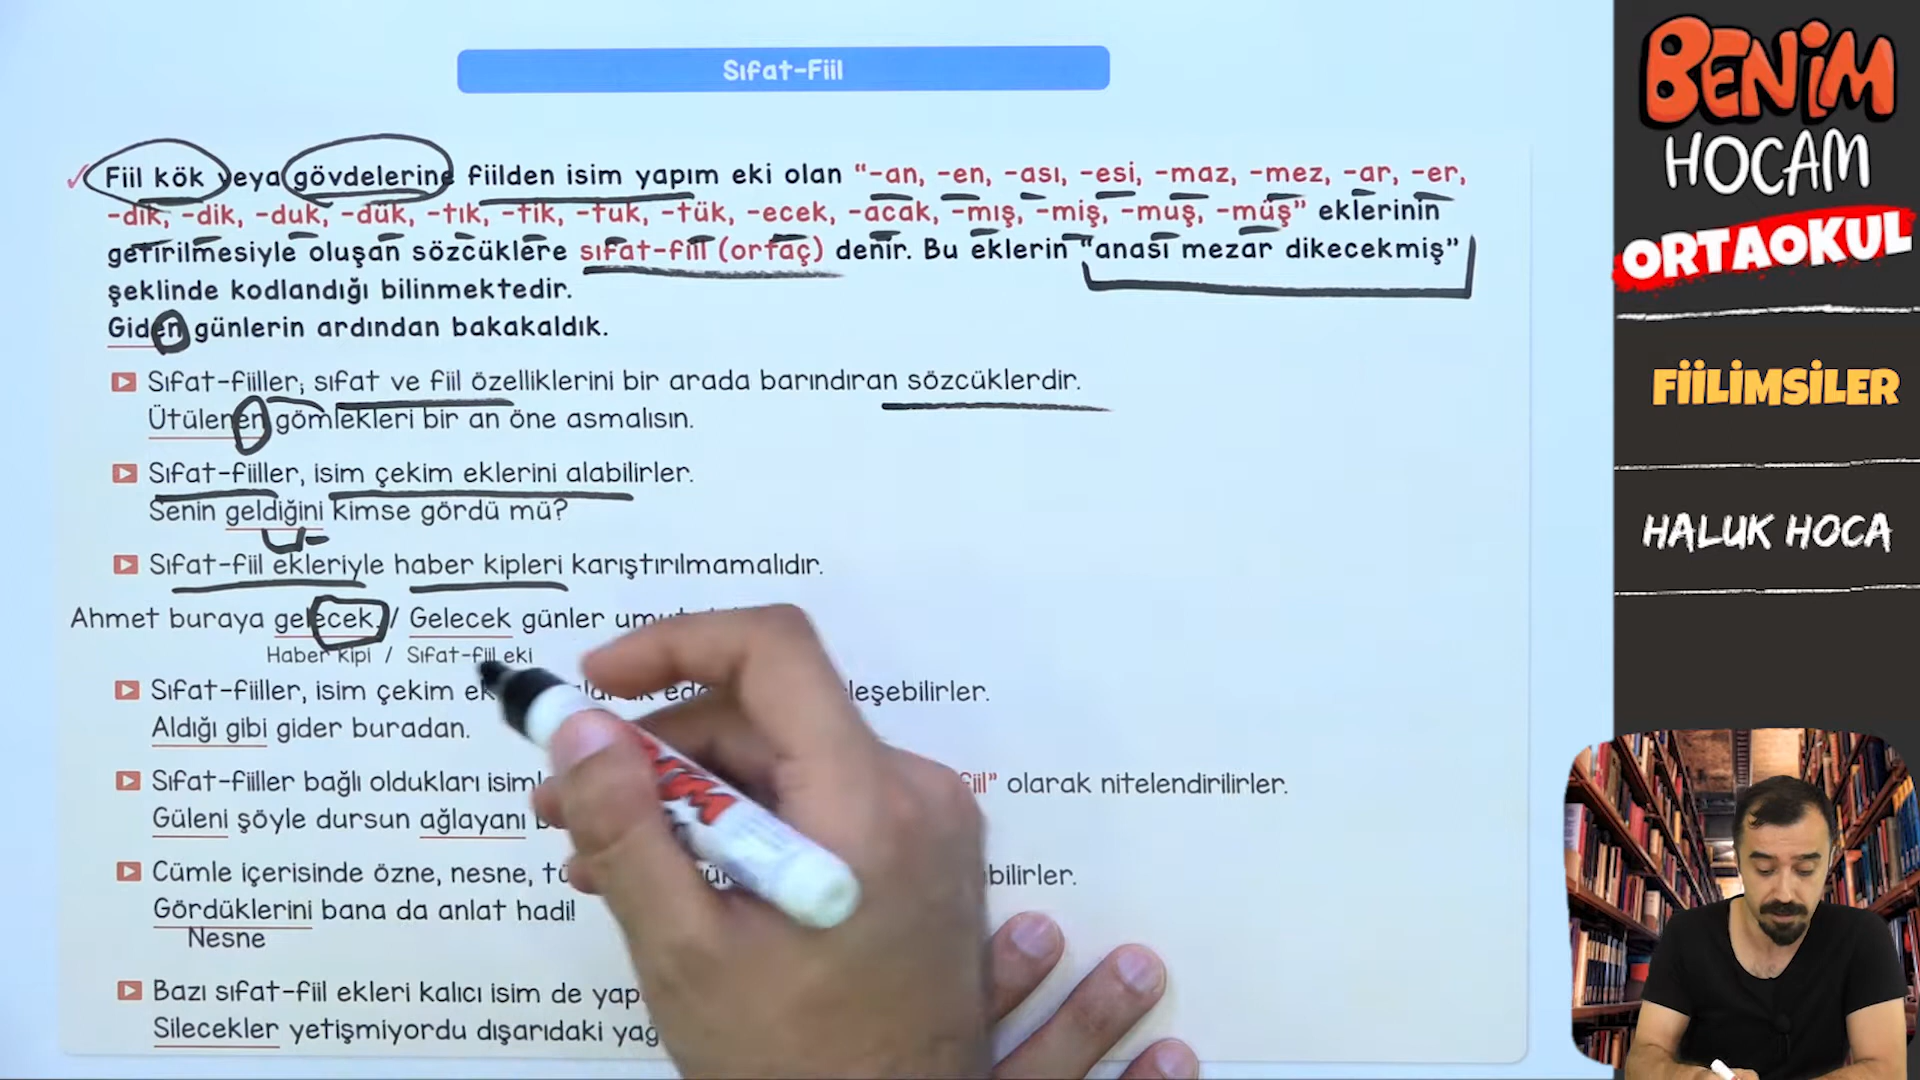 Sıfat-Fiil
Fiil kök veya gövdelerine fiilden isim yapım eki olan “-an, -en, -ası, -esi, -maz, -mez, -ar, -er,
-dık, -dik, -duk, -dük, -tık, -tik, -tuk, -tük, -ecek, -acak, -mış, -miş, -muş, -müş” eklerinin
getirilmesiyle oluşan sözcüklere sıfat-fiil (ortaç) denir. Bu eklerin “anası mezar dikecekmiş”
şeklinde kodlandığı bilinmektedir.
Giden günlerin ardından bakakaldık.
Sıfat-fiiller; sıfat ve fiil özelliklerini bir arada barındıran sözcüklerdir.
Ütülenen gömlekleri bir an öne asmalısın.
Sıfat-fiiller, isim çekim eklerini alabilirler.
Senin geldiğini kimse gördü mü?
Sıfat-fiil ekleriyle haber kipleri karıştırılmamalıdır.
Ahmet buraya gelecek. / Gelecek günler
Haber kipi / Sıfat-fiil eki
Sıfat-fiiller, isim çekim
Aldığı gibi gider buradan.
Sıfat-fiiller bağlı oldukları olarak nitelendirilirler.
Güleni şöyle dursun ağlayanı
Cümle içerisinde özne, nesne,
Gördüklerini bana da anlat hadi!
Nesne
Bazı sıfat-fiil ekleri kalıcı isim de
Silecekler yetişmiyordu dışarıdaki
BENİM
HOCAM
ORTAOKUL
FİİLİMSİLER
HALUK HOCA